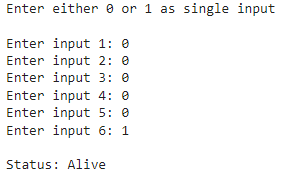 Enter either 0 or 1 as single input
Enter input 1: 0
Enter input 2: 0
Enter input 3: 0
Enter input 4: 0
Enter input 5: 0
Enter input 6: 1
Status: Alive